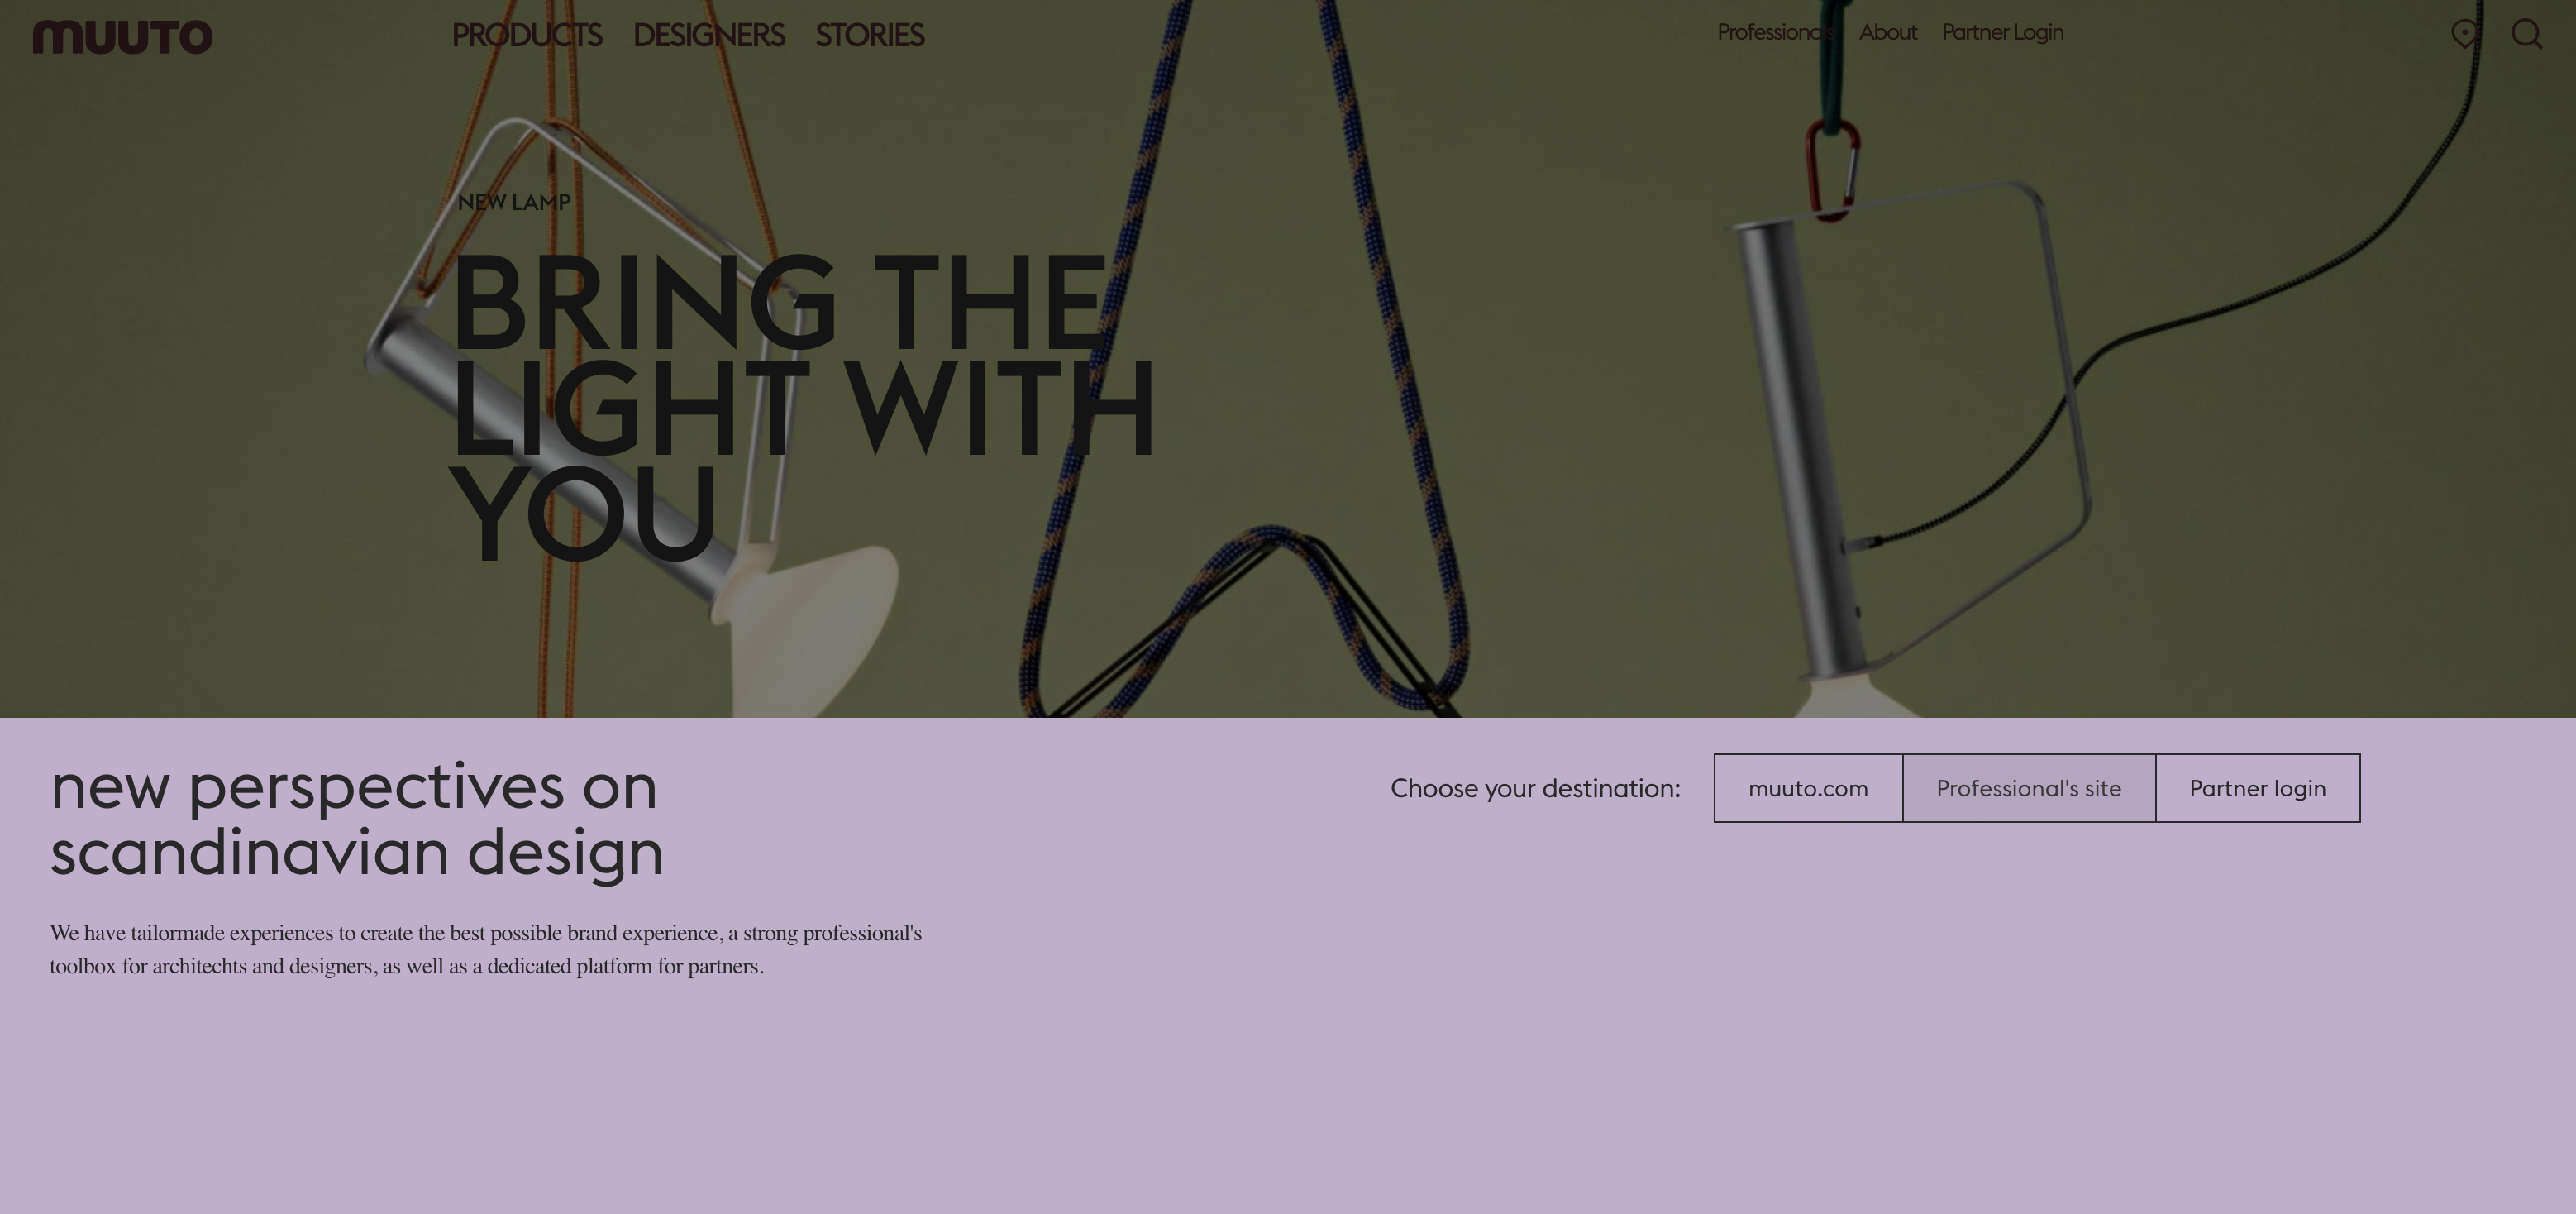 muuto
PRODUCTS DESIGNERS STORIES
Professionals About Partner Login
NEW LAMP
BRING THE
LIGHT WITH
YOU
new perspectives on
scandinavian design
Choose your destination:
muuto.com
Professional's site
Partner login
We have tailormade experiences to create the best possible brand experience, a strong professional's
toolbox for architechts and designers, as well as a dedicated platform for partners.